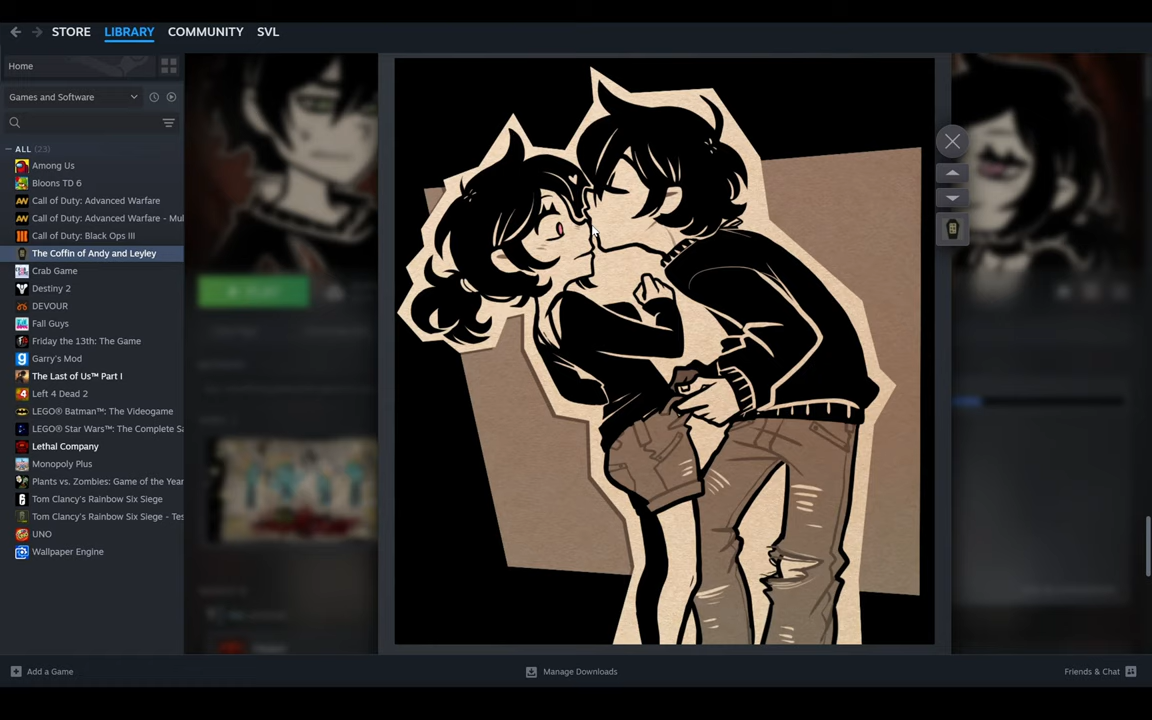 STORE LIBRARY COMMUNITY SVL
Home
Games and Software
ALL (23)
Among Us
Bloons TD 6
Call of Duty: Advanced Warfare
Call of Duty: Advanced Warfare - Mul
Call of Duty: Black Ops III
The Coffin of Andy and Leyley
Crab Game
Destiny 2
DEVOUR
Fall Guys
Friday the 13th: The Game
Garry's Mod
The Last of Us™ Part I
Left 4 Dead 2
LEGO® Batman™: The Videogame
LEGO® Star Wars™: The Complete Sa
Lethal Company
Monopoly Plus
Plants vs. Zombies: Game of the Year
Tom Clancy's Rainbow Six Siege
Tom Clancy's Rainbow Six Siege - Tes
UNO
Wallpaper Engine
Add a Game
Manage Downloads
Friends & Chat